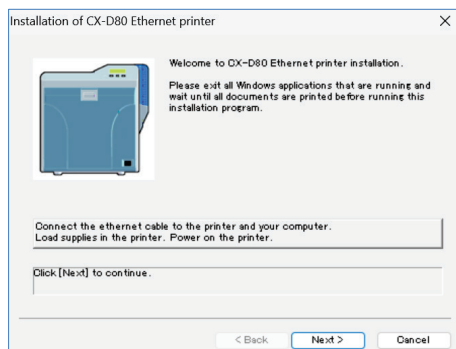 Installation of CX-D80 Ethernet printer
Welcome to CX-D80 Ethernet printer installation.
Please exit all Windows applications that are running and
wait until all documents are printed before running this
installation program.
Connect the ethernet cable to the printer and your computer.
Load supplies in the printer. Power on the printer.
Click [Next] to continue.
< Back
Next >
Cancel